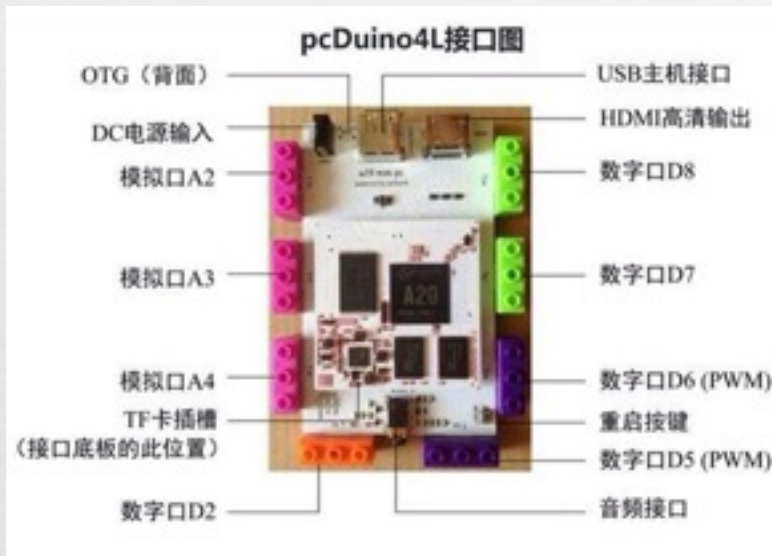 pcDuino4L接口图
OTG（背面）
USB主机接口
DC电源输入
HDMI高清输出
模拟口A2
数字口D8
模拟口A3
数字口D7
A20
模拟口A4
数字口D6 (PWM)
TF卡插槽
（接口底板的此位置）
重启按键
数字口D5 (PWM)
数字口D2
音频接口